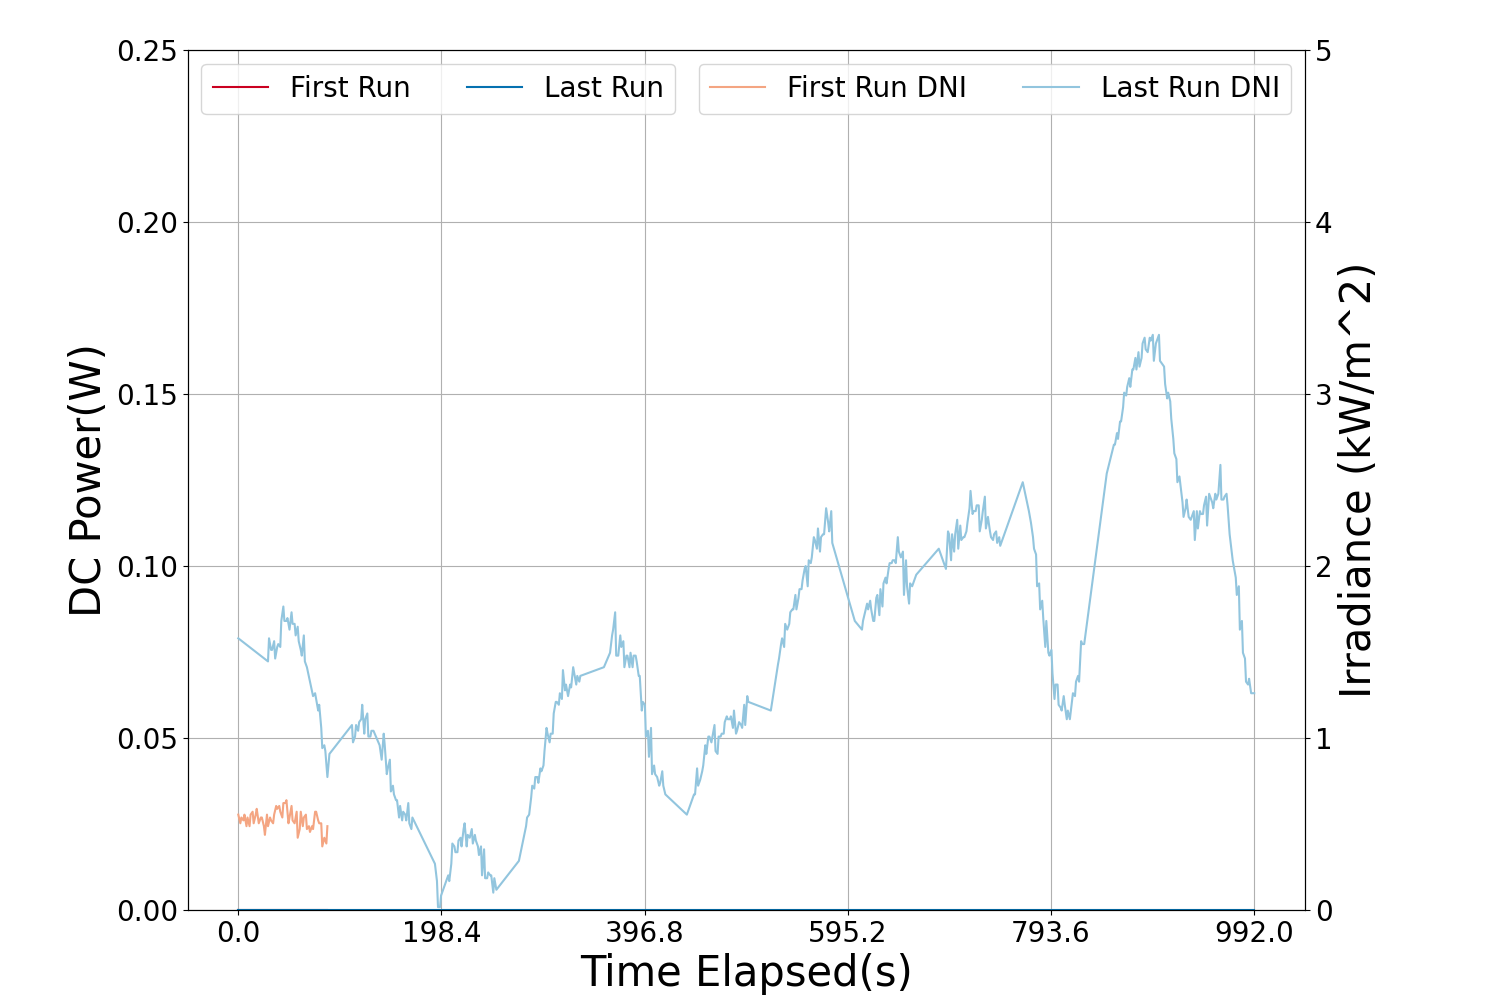 First Run
Last Run
First Run DNI
Last Run DNI
DC Power(W)
0.25
0.20
0.15
0.10
0.05
0.00
5
4
3
2
1
0
Irradiance (kW/m^2)
0.0
198.4
396.8
595.2
793.6
992.0
Time Elapsed(s)